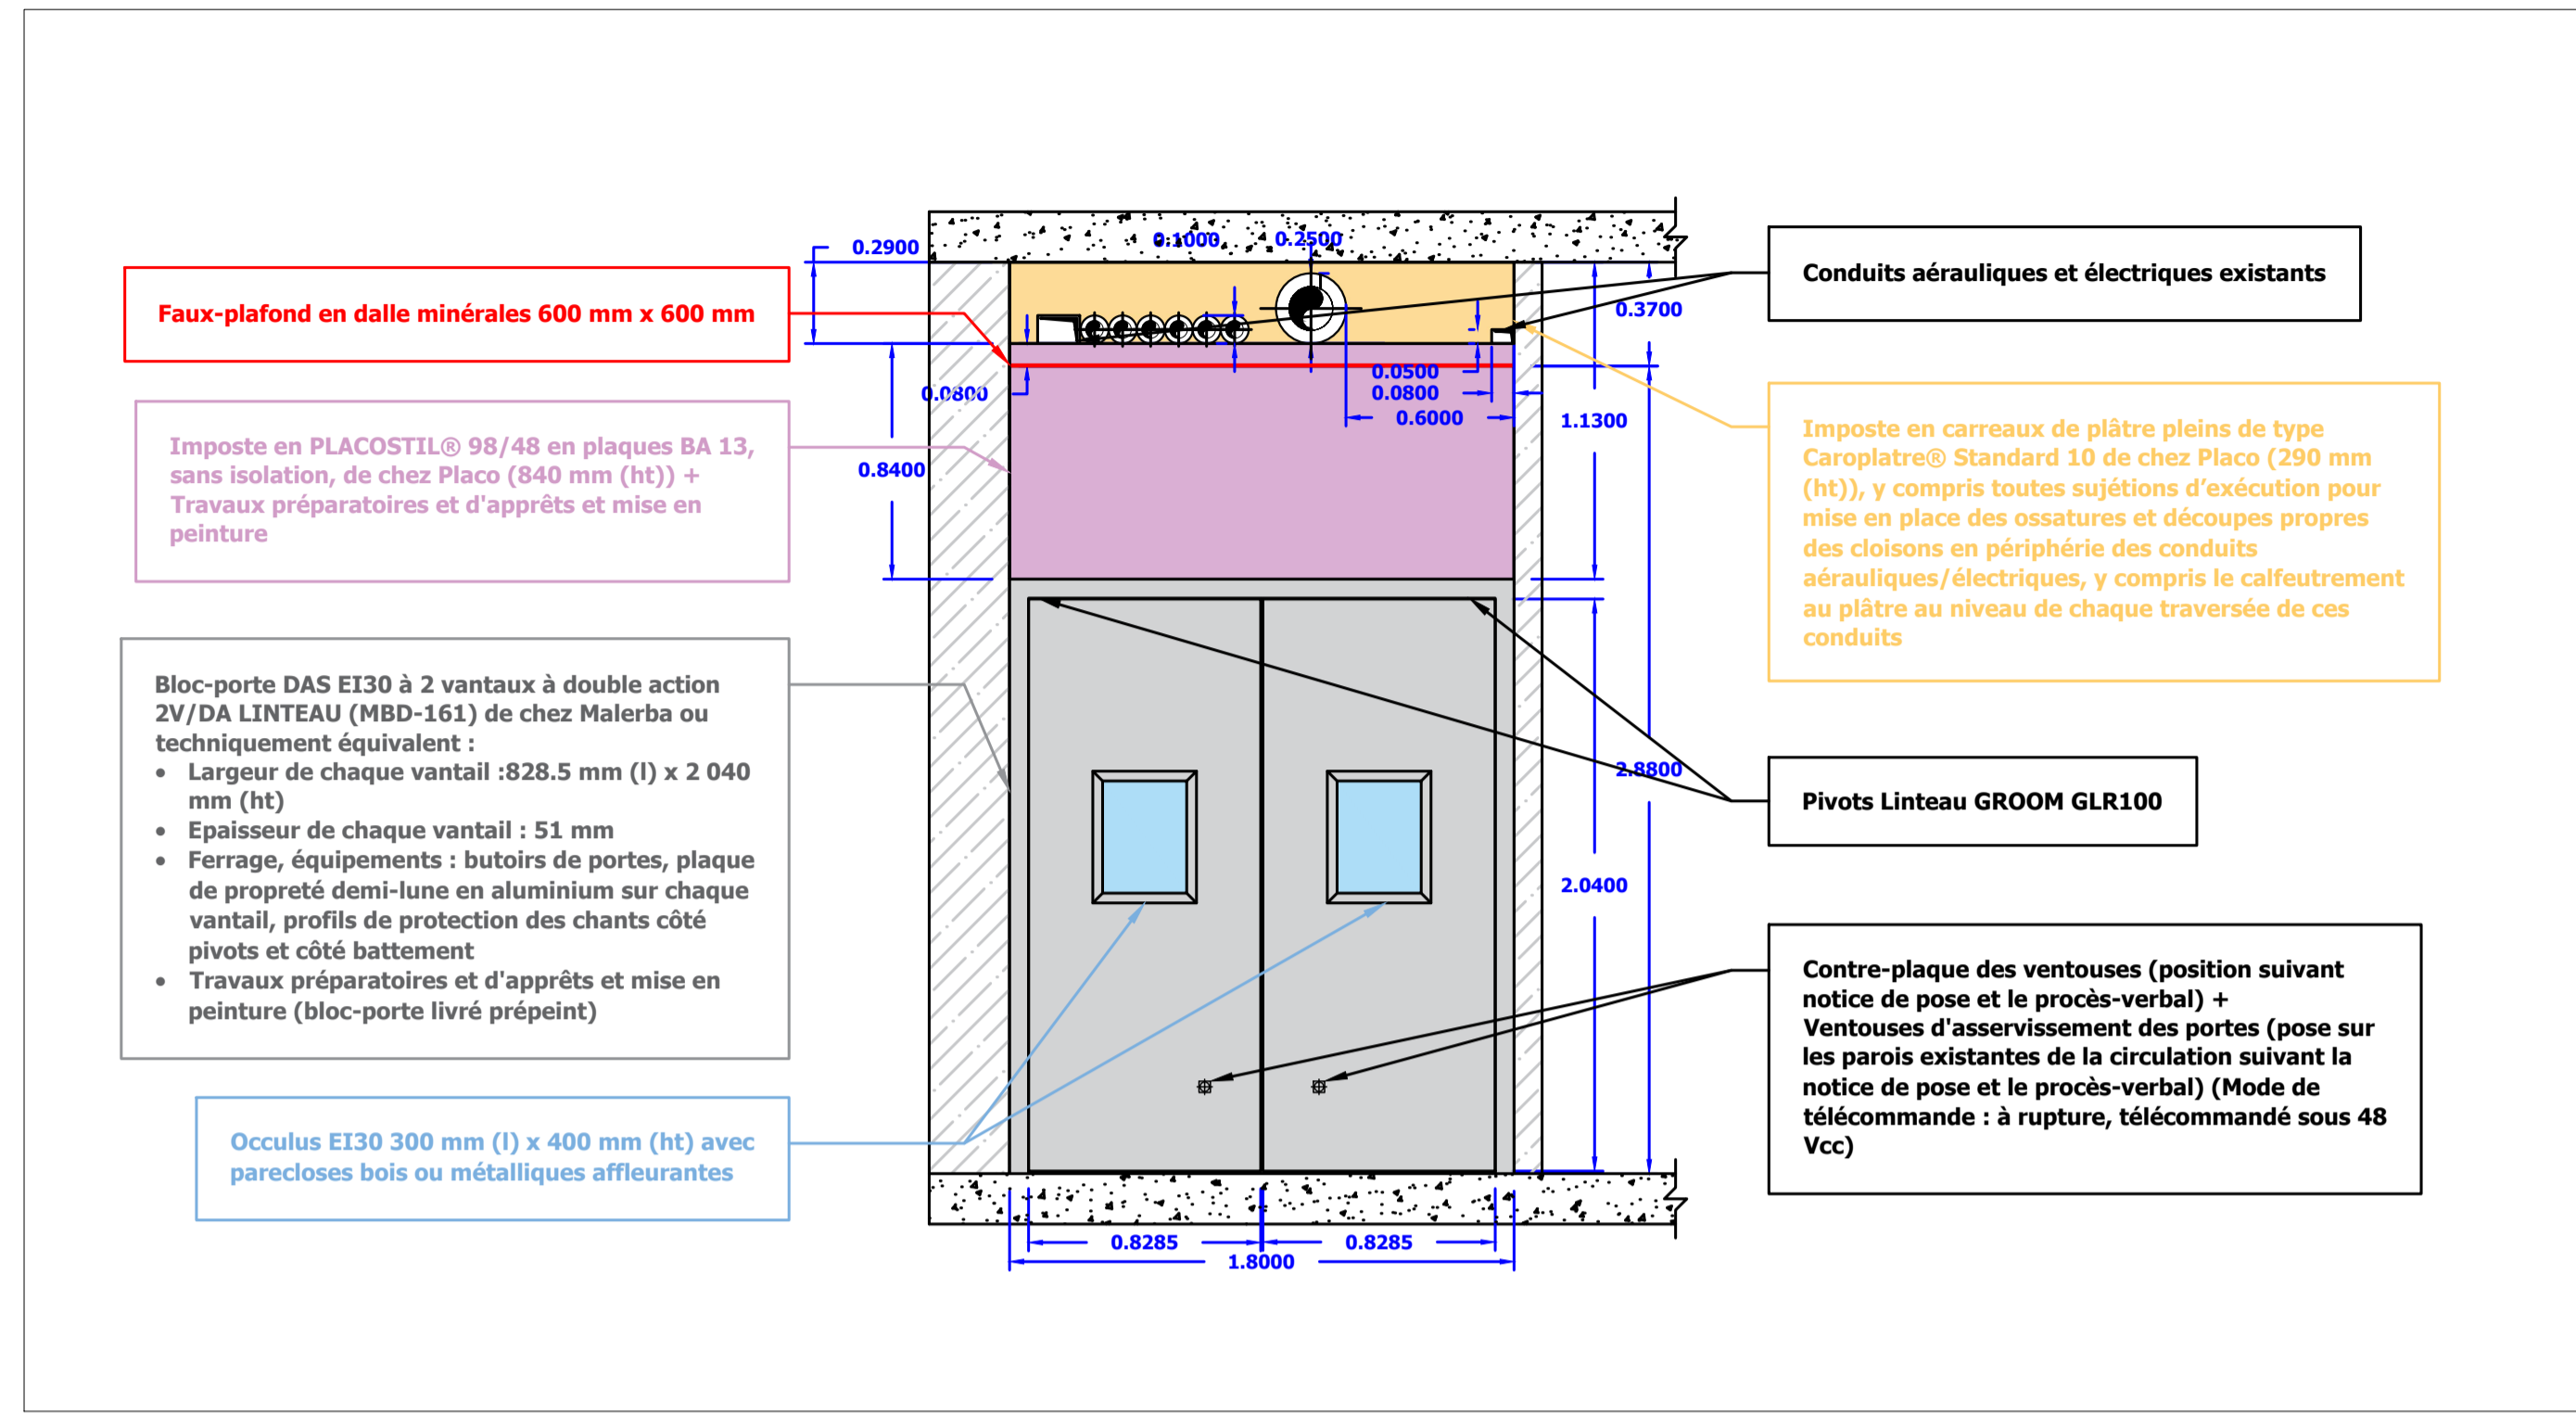 Faux-plafond en dalle minérales 600 mm x 600 mm
Imposte en PLACOSTIL® 98/48 en plaques BA 13,
sans isolation, de chez Placo (840 mm (ht)) +
Travaux préparatoires et d'apprêts et mise en
peinture
Bloc-porte DAS EI30 à 2 vantaux à double action
2V/DA LINTEAU (MBD-161) de chez Malerba ou
techniquement équivalent :
• Largeur de chaque vantail :828.5 mm (l) x 2 040
mm (ht)
• Epaisseur de chaque vantail : 51 mm
• Ferrage, équipements : butoirs de portes, plaque
de propreté demi-lune en aluminium sur chaque
vantail, profils de protection des chants côté
pivots et côté battement
• Travaux préparatoires et d'apprêts et mise en
peinture (bloc-porte livré prépeint)
Occulus EI30 300 mm (l) x 400 mm (ht) avec
parecloses bois ou métalliques affleurantes
0.2900
0.1000
0.2500
0.3700
0.0500
0.0800
0.0800
0.6000
1.1300
0.8400
2.8800
2.0400
0.8285
0.8285
1.8000
Conduits aérauliques et électriques existants
Imposte en carreaux de plâtre pleins de type
Caroplatre® Standard 10 de chez Placo (290 mm
(ht)), y compris toutes sujétions d’exécution pour
mise en place des ossatures et découpes propres
des cloisons en périphérie des conduits
aérauliques/électriques, y compris le calfeutrement
au plâtre au niveau de chaque traversée de ces
conduits
Pivots Linteau GROOM GLR100
Contre-plaque des ventouses (position suivant
notice de pose et le procès-verbal) +
Ventouses d'asservissement des portes (pose sur
les parois existantes de la circulation suivant la
notice de pose et le procès-verbal) (Mode de
télécommande : à rupture, télécommandé sous 48
Vcc)